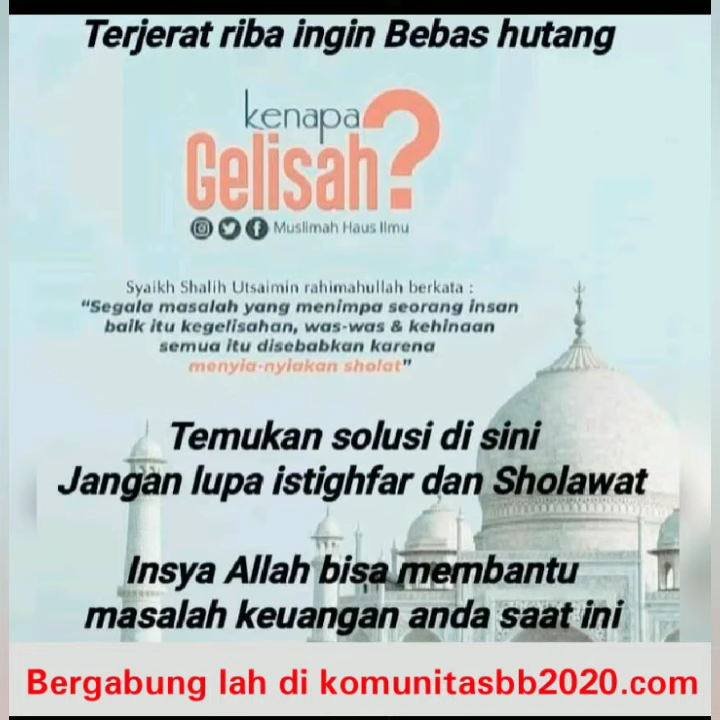 Terjerat riba ingin Bebas hutang
kenapa
Gelisah?
Muslimah Haus Ilmu
Syaikh Shalih Utsaimin rahimahullah berkata :
"Segala masalah yang menimpa seorang insan
baik itu kegelisahan, was-was & kehinaan
semua itu disebabkan karena
menyia-nyiakan sholat"
Temukan solusi di sini
Jangan lupa istighfar dan Sholawat
Insya Allah bisa membantu
masalah keuangan anda saat ini
Bergabung lah di komunitasbb2020.com